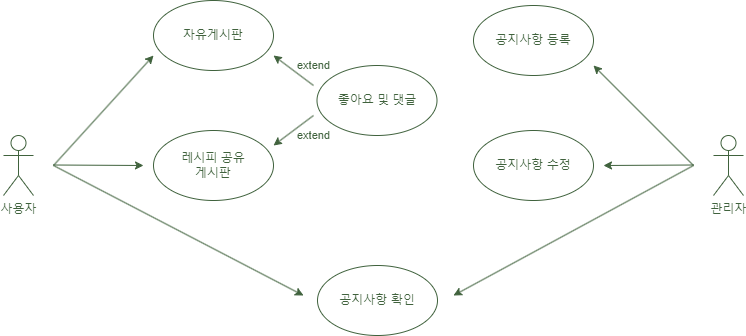 자유게시판
공지사항 등록
extend
좋아요 및 댓글
extend
레시피 공유
게시판
공지사항 수정
사용자
관리자
공지사항 확인